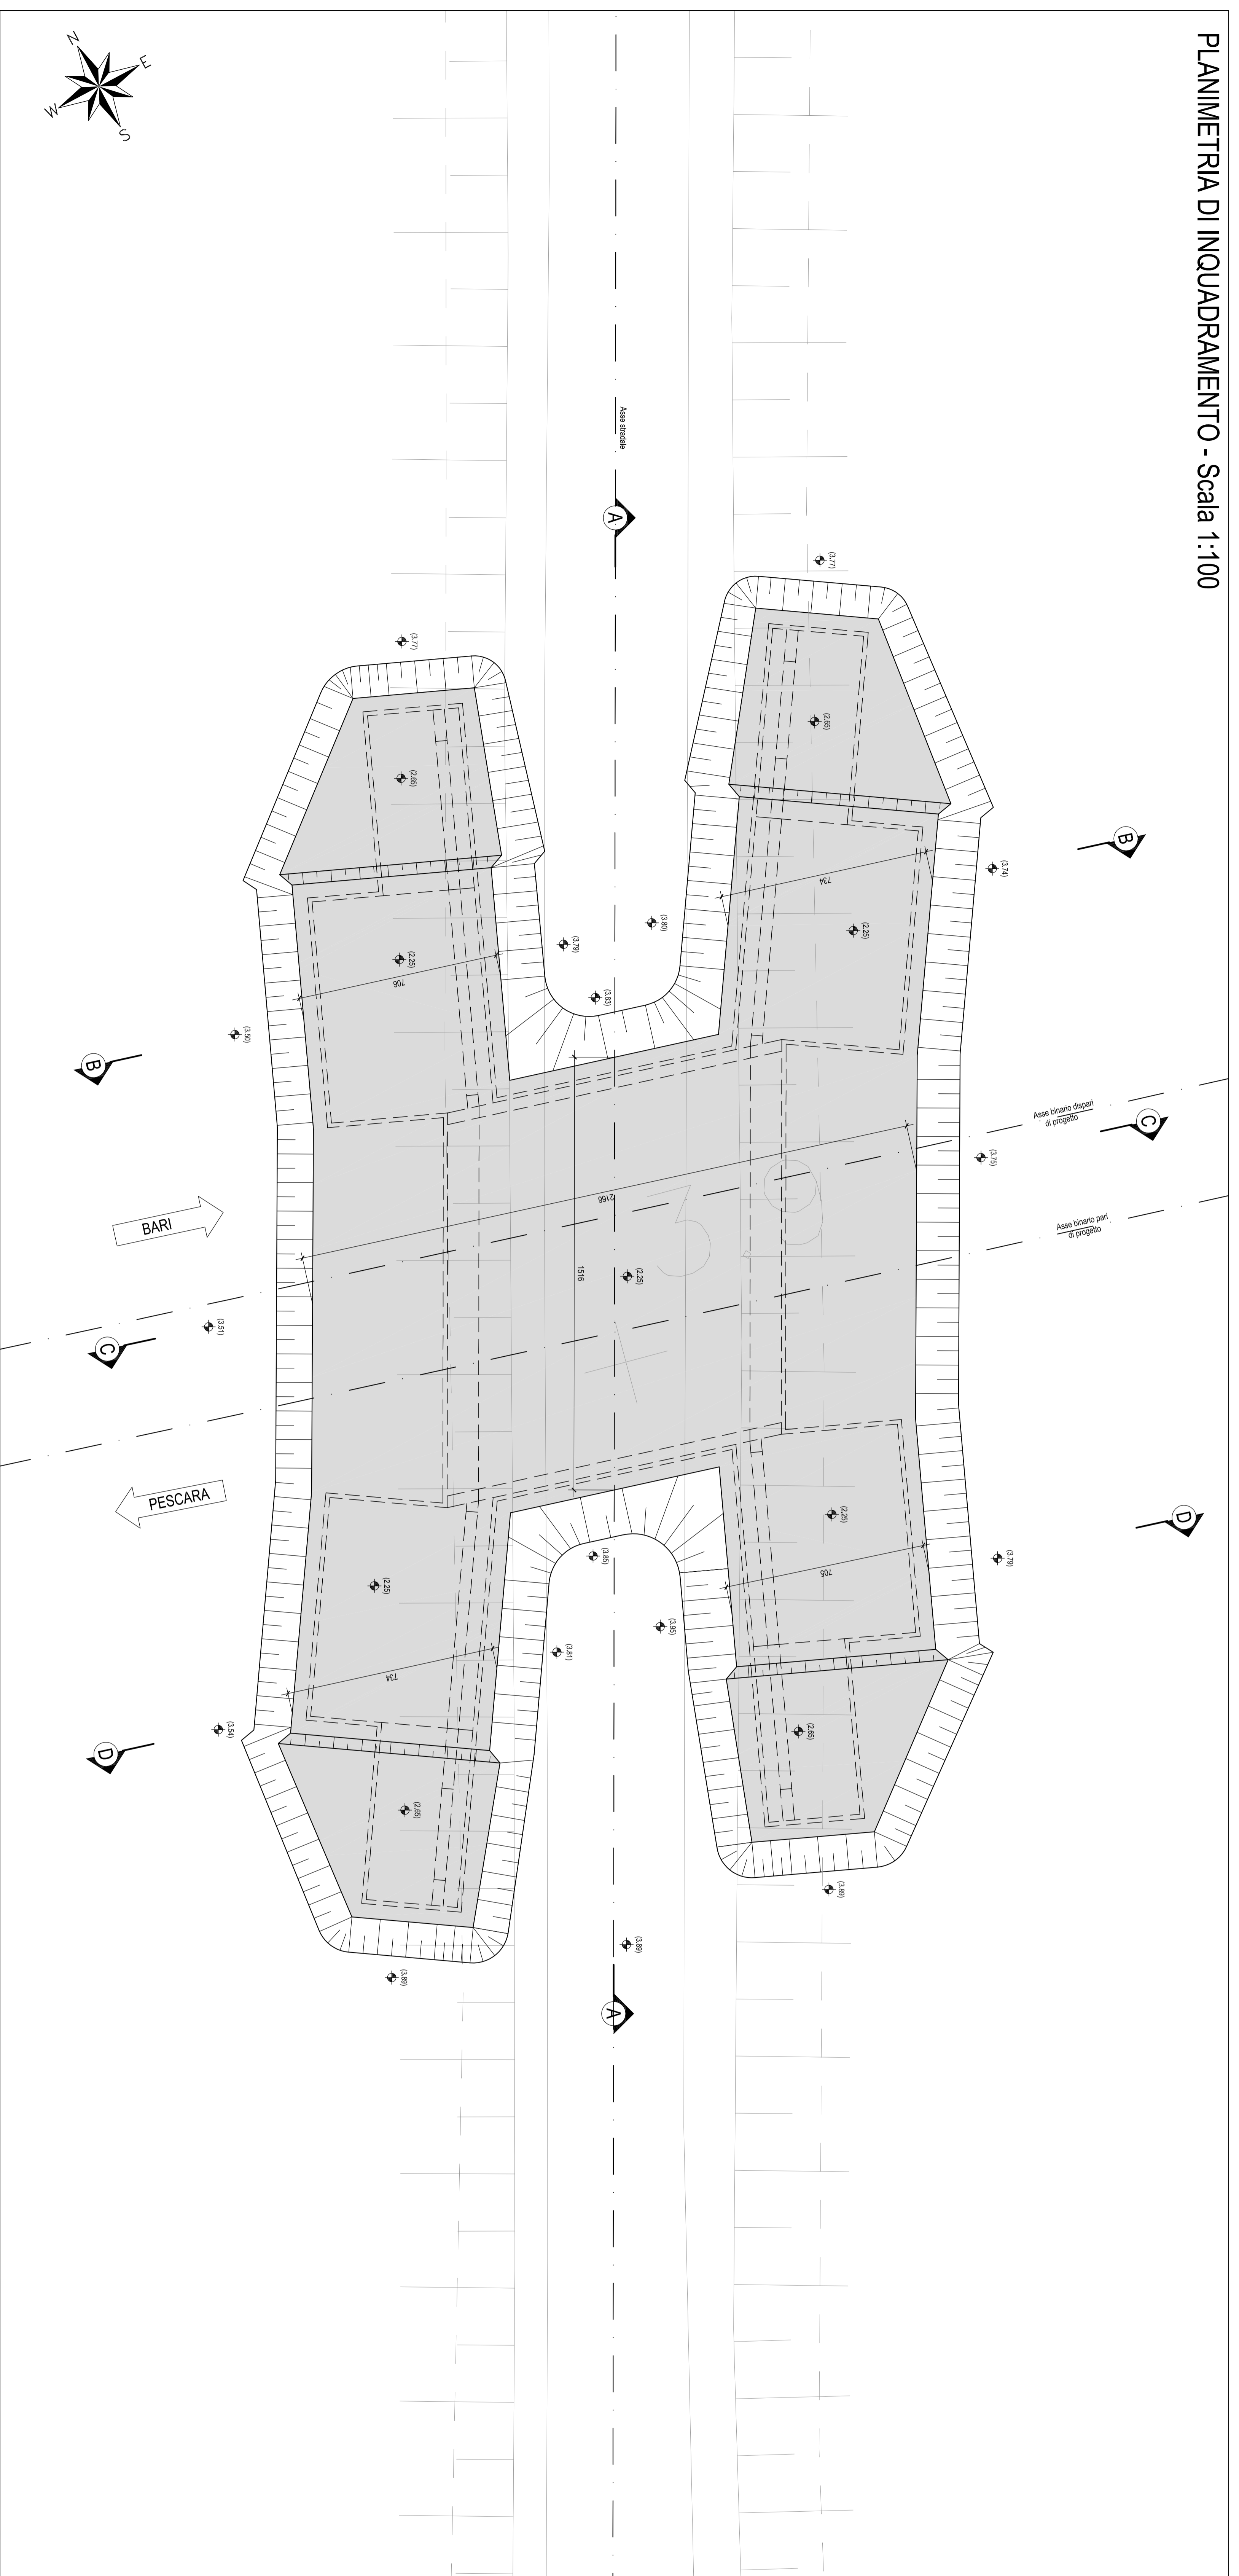 PLANIMETRIA DI INQUADRAMENTO - Scala 1:100
N
E
W
S
Asse stradale
A
(3.77)
(3.77)
(2.65)
(2.65)
B
(3.74)
734
(2.25)
(3.80)
(3.79)
(2.25)
706
(3.83)
(3.50)
B
Asse binario dispari
di progetto
C
(3.75)
39
2166
BARI
Asse binario pari
di progetto
(2.25)
1516
(3.51)
C
PESCARA
(2.25)
D
(3.79)
(3.85)
705
(2.25)
(3.95)
(3.81)
734
(3.54)
(2.65)
D
(2.65)
(3.89)
(3.89)
(3.89)
A